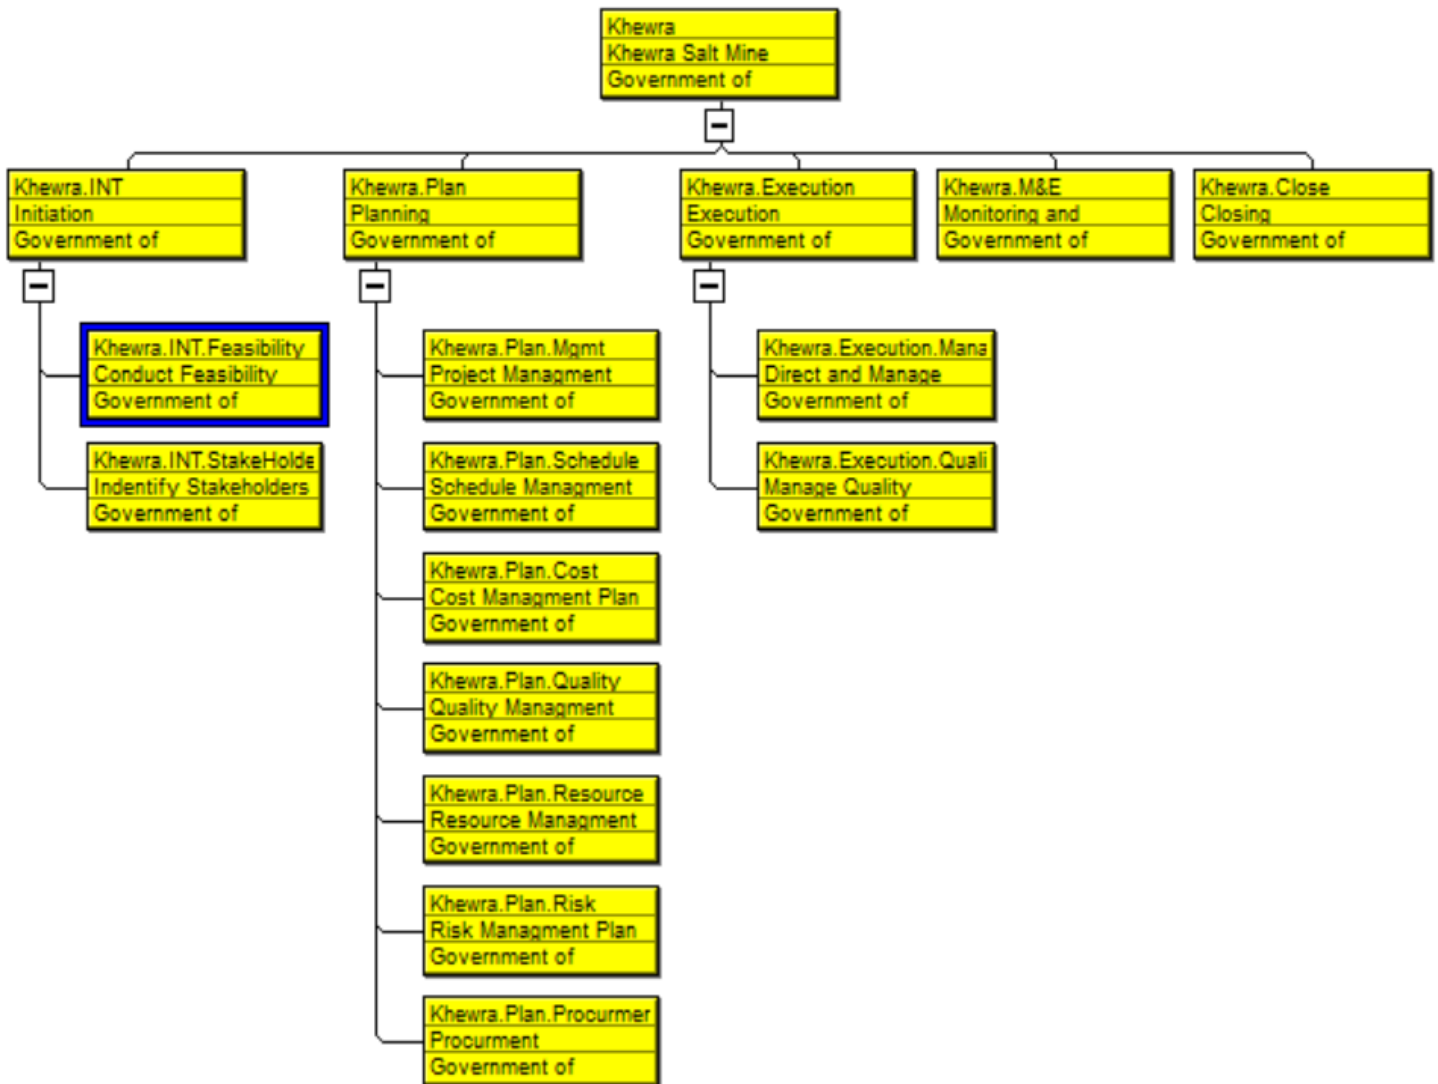 Khewra
Khewra Salt Mine
Government of
Khewra.INT
Initiation
Government of
Khewra.Plan
Planning
Government of
Khewra.Execution
Execution
Government of
Khewra.M&E
Monitoring and
Government of
Khewra.Close
Closing
Government of
Khewra.INT.Feasibility
Conduct Feasibility
Government of
Khewra.INT.StakeHolde
Indentify Stakeholders
Government of
Khewra.Plan.Mgmt
Project Managment
Government of
Khewra.Plan.Schedule
Schedule Managment
Government of
Khewra.Plan.Cost
Cost Managment Plan
Government of
Khewra.Plan.Quality
Quality Managment
Government of
Khewra.Plan.Resource
Resource Managment
Government of
Khewra.Plan.Risk
Risk Managment Plan
Government of
Khewra.Plan.Procurmer
Procurment
Government of
Khewra.Execution.Mana
Direct and Manage
Government of
Khewra.Execution.Quali
Manage Quality
Government of